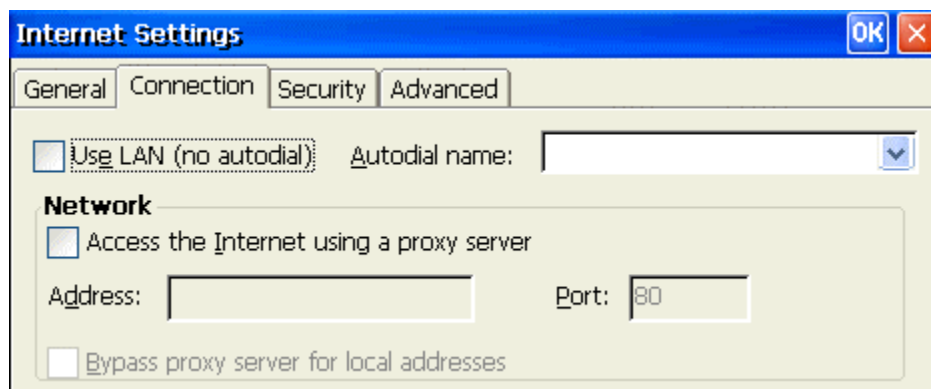 Internet Settings OK
General Connection Security Advanced
Use LAN (no autodial) Autodial name:
Network
Access the Internet using a proxy server
Address: Port: 80
Bypass proxy server for local addresses